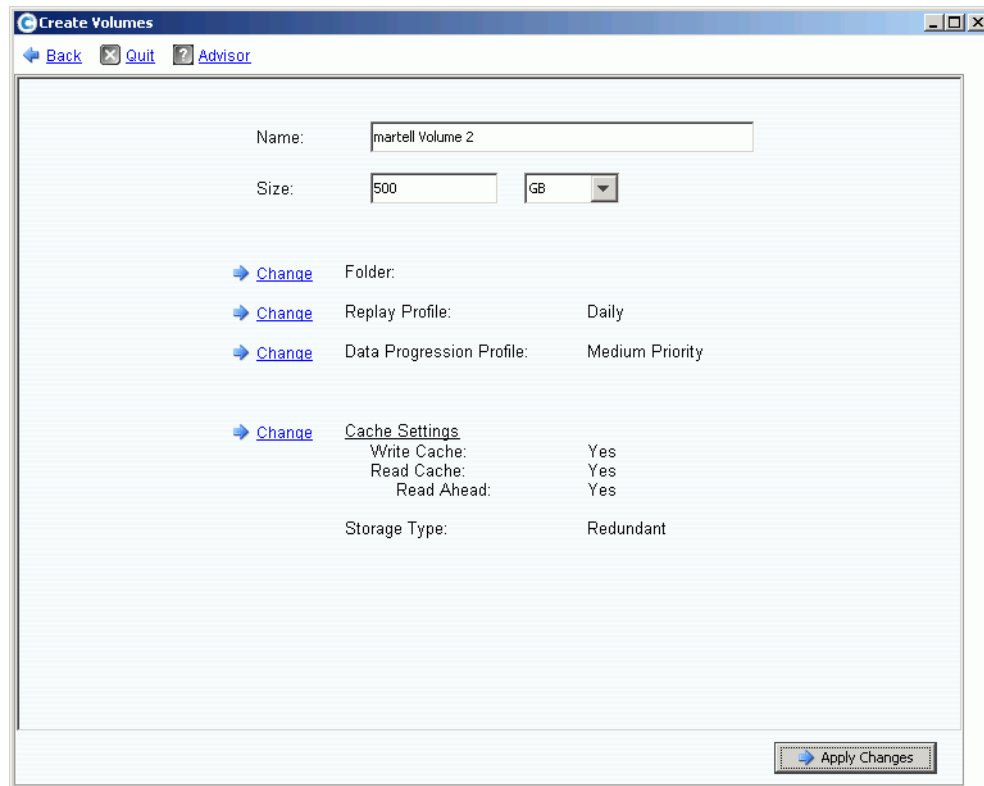 Create Volumes
Back Quit Advisor
Name: martell Volume 2
Size: 500 GB
Change Folder:
Change Replay Profile: Daily
Change Data Progression Profile: Medium Priority
Change Cache Settings
Write Cache: Yes
Read Cache: Yes
Read Ahead: Yes
Storage Type: Redundant
Apply Changes